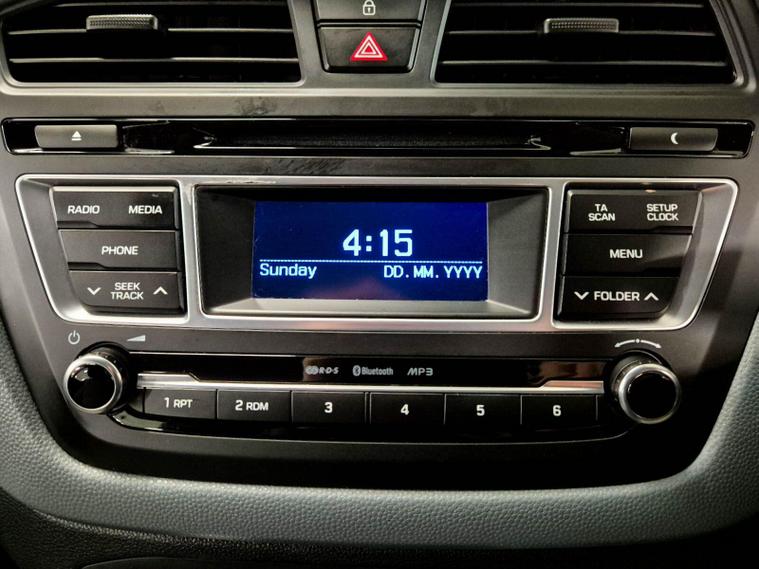 RADIO MEDIA
PHONE
SEEK
TRACK
4:15
Sunday DD.MM.YYYY
TA
SCAN
SETUP
CLOCK
MENU
FOLDER
R·D·S Bluetooth MP3
1 RPT 2 RDM 3 4 5 6